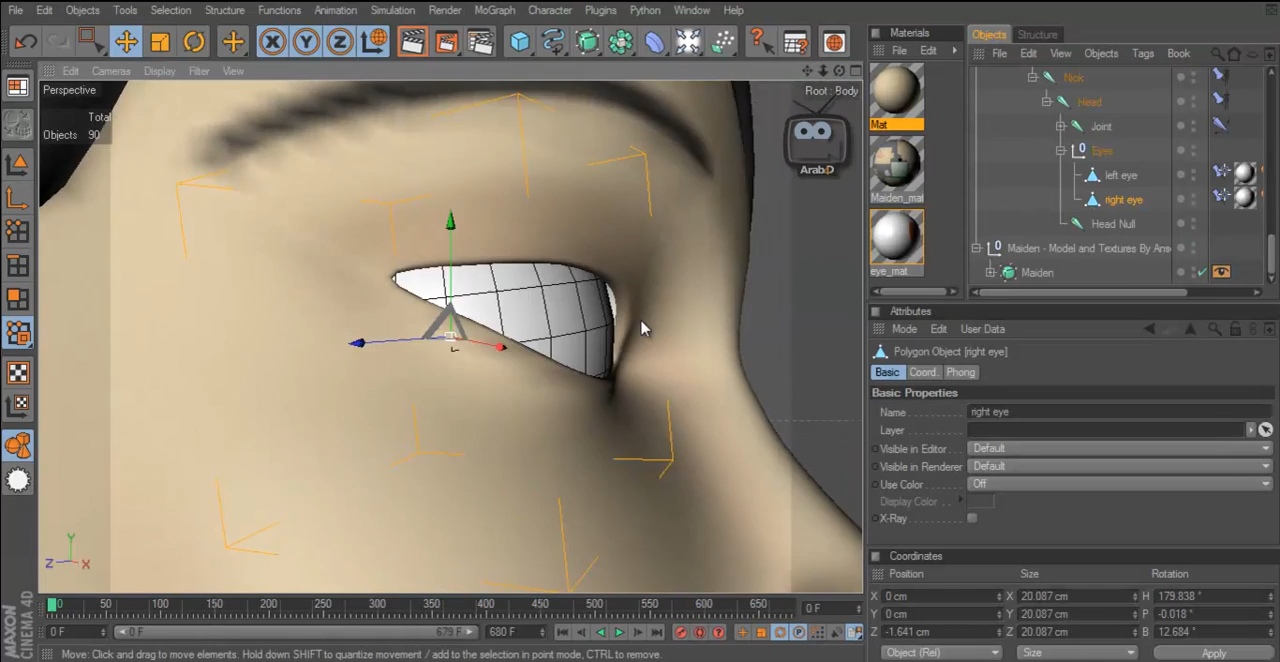 File Edit Objects Tools Selection Structure Functions Animation Simulation Render MoGraph Character Plugins Python Window Help
Materials
File Edit
Mat
Maiden_mat
eye_mat
Objects Structure
File Edit View Objects Tags Book
Edit Cameras Display Filter View
Perspective
Root : Body
Total
Objects 90
Arab3D
Head
Joint
Eyes
left eye
right eye
Head Null
Maiden - Model and Textures By Ans
Maiden
Attributes
Mode Edit User Data
Polygon Object [right eye]
Basic Coord. Phong
Basic Properties
Name right eye
Layer
Visible in Editor Default
Visible in Renderer Default
Use Color Off
Display Color
X-Ray
Coordinates
Position Size Rotation
X 0 cm X 20.087 cm H 179.838 °
Y 0 cm Y 20.087 cm P -0.018 °
Z -1.641 cm Z 20.087 cm B 12.684 °
Object (Rel) Size Apply
Y
Z X
0 50 100 150 200 250 300 350 400 450 500 550 600 650 0 F
0 F 0 F 679 F 680 F
MAXON
CINEMA 4D
Move: Click and drag to move elements. Hold down SHIFT to quantize movement / add to the selection in point mode, CTRL to remove.